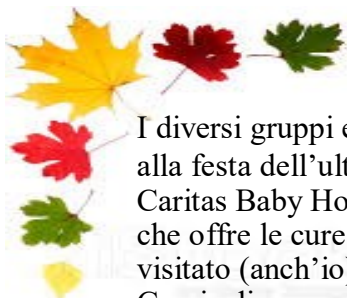 I diversi gruppi e
alla festa dell’ult
Caritas Baby Ho
che offre le cure
visitato (anch’io)